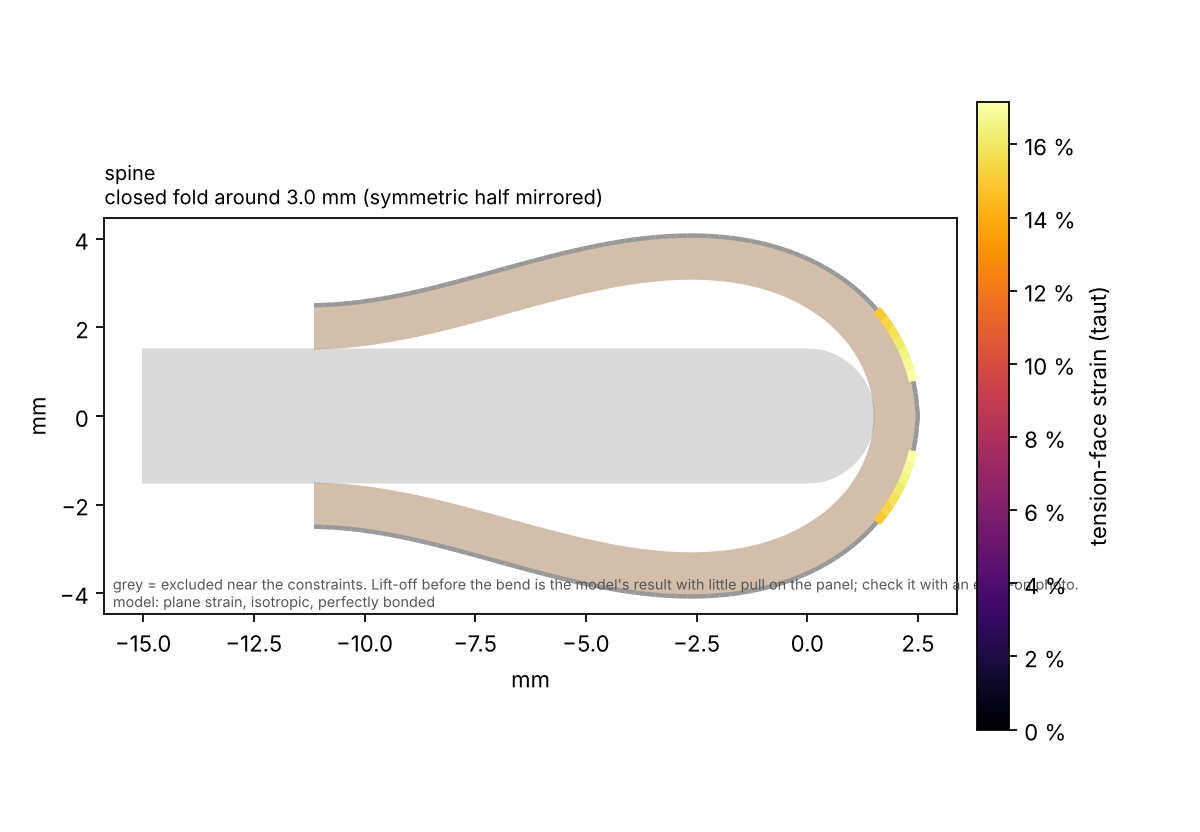 spine
closed fold around 3.0 mm (symmetric half mirrored)
4
2
0
−2
−4
mm
grey = excluded near the constraints. Lift-off before the bend is the model's result with little pull on the panel; check it with an photo.
model: plane strain, isotropic, perfectly bonded
−15.0 −12.5 −10.0 −7.5 −5.0 −2.5 0.0 2.5
mm
16 %
14 %
12 %
10 %
8 %
6 %
4 %
2 %
0 %
tension-face strain (taut)